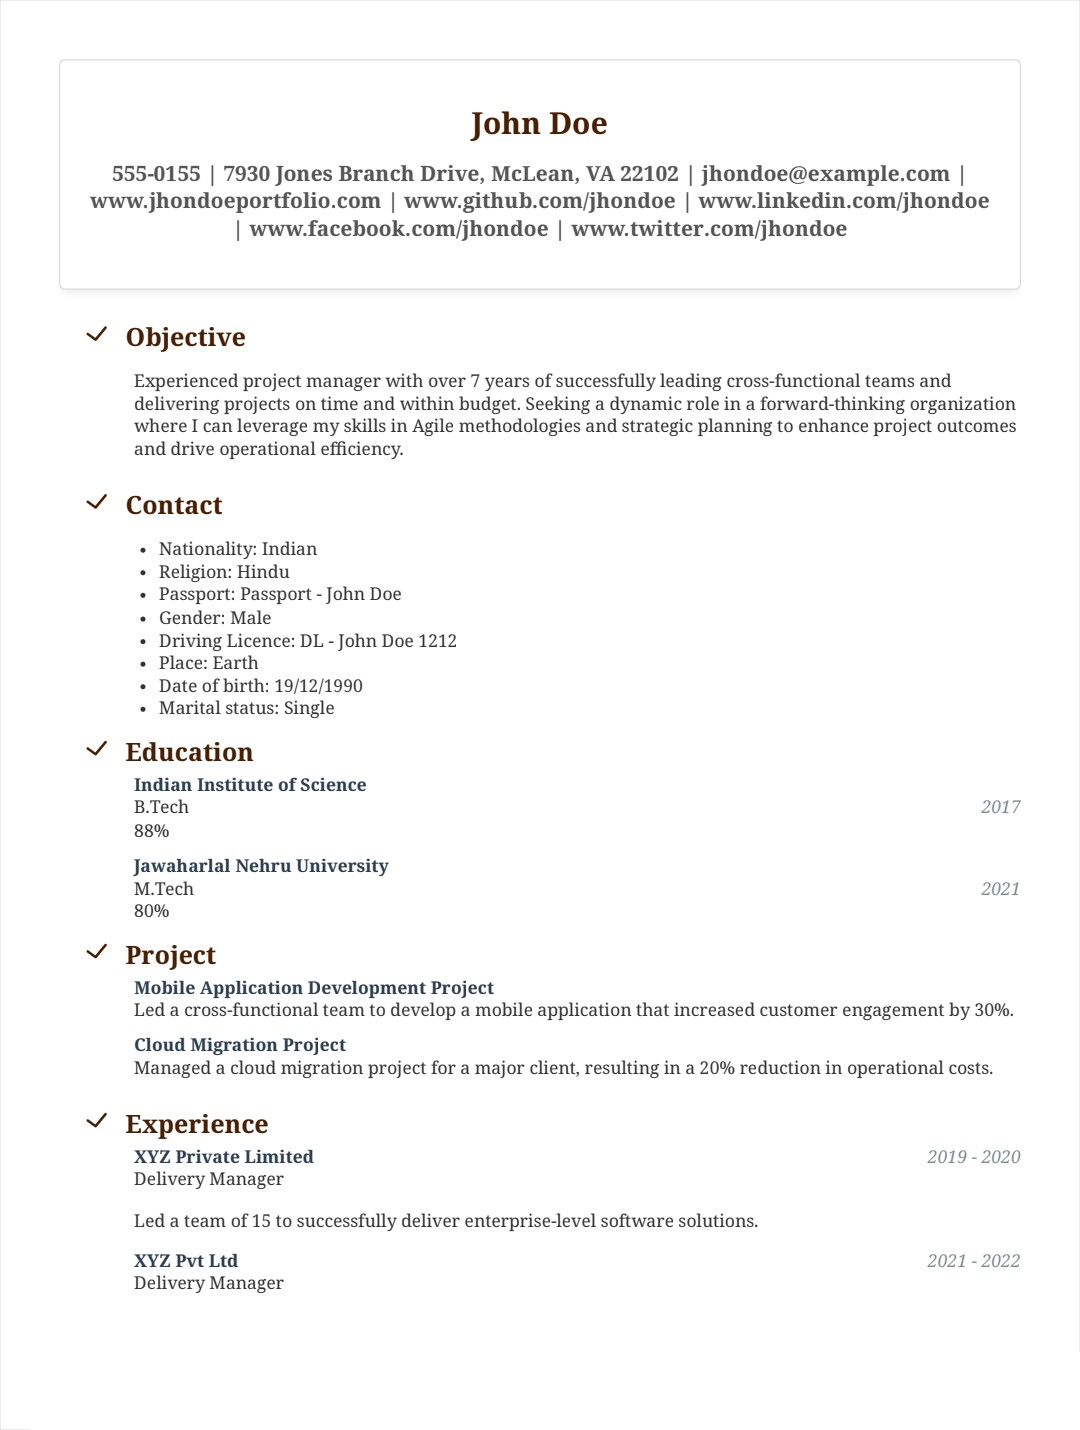 John Doe
555-0155 | 7930 Jones Branch Drive, McLean, VA 22102 | jhondoe@example.com |
www.jhondoeportfolio.com | www.github.com/jhondoe | www.linkedin.com/jhondoe
| www.facebook.com/jhondoe | www.twitter.com/jhondoe
Objective
Experienced project manager with over 7 years of successfully leading cross-functional teams and
delivering projects on time and within budget. Seeking a dynamic role in a forward-thinking organization
where I can leverage my skills in Agile methodologies and strategic planning to enhance project outcomes
and drive operational efficiency.
Contact
• Nationality: Indian
• Religion: Hindu
• Passport: Passport - John Doe
• Gender: Male
• Driving Licence: DL - John Doe 1212
• Place: Earth
• Date of birth: 19/12/1990
• Marital status: Single
Education
Indian Institute of Science
B.Tech 2017
88%
Jawaharlal Nehru University
M.Tech 2021
80%
Project
Mobile Application Development Project
Led a cross-functional team to develop a mobile application that increased customer engagement by 30%.
Cloud Migration Project
Managed a cloud migration project for a major client, resulting in a 20% reduction in operational costs.
Experience
XYZ Private Limited 2019 - 2020
Delivery Manager
Led a team of 15 to successfully deliver enterprise-level software solutions.
XYZ Pvt Ltd 2021 - 2022
Delivery Manager